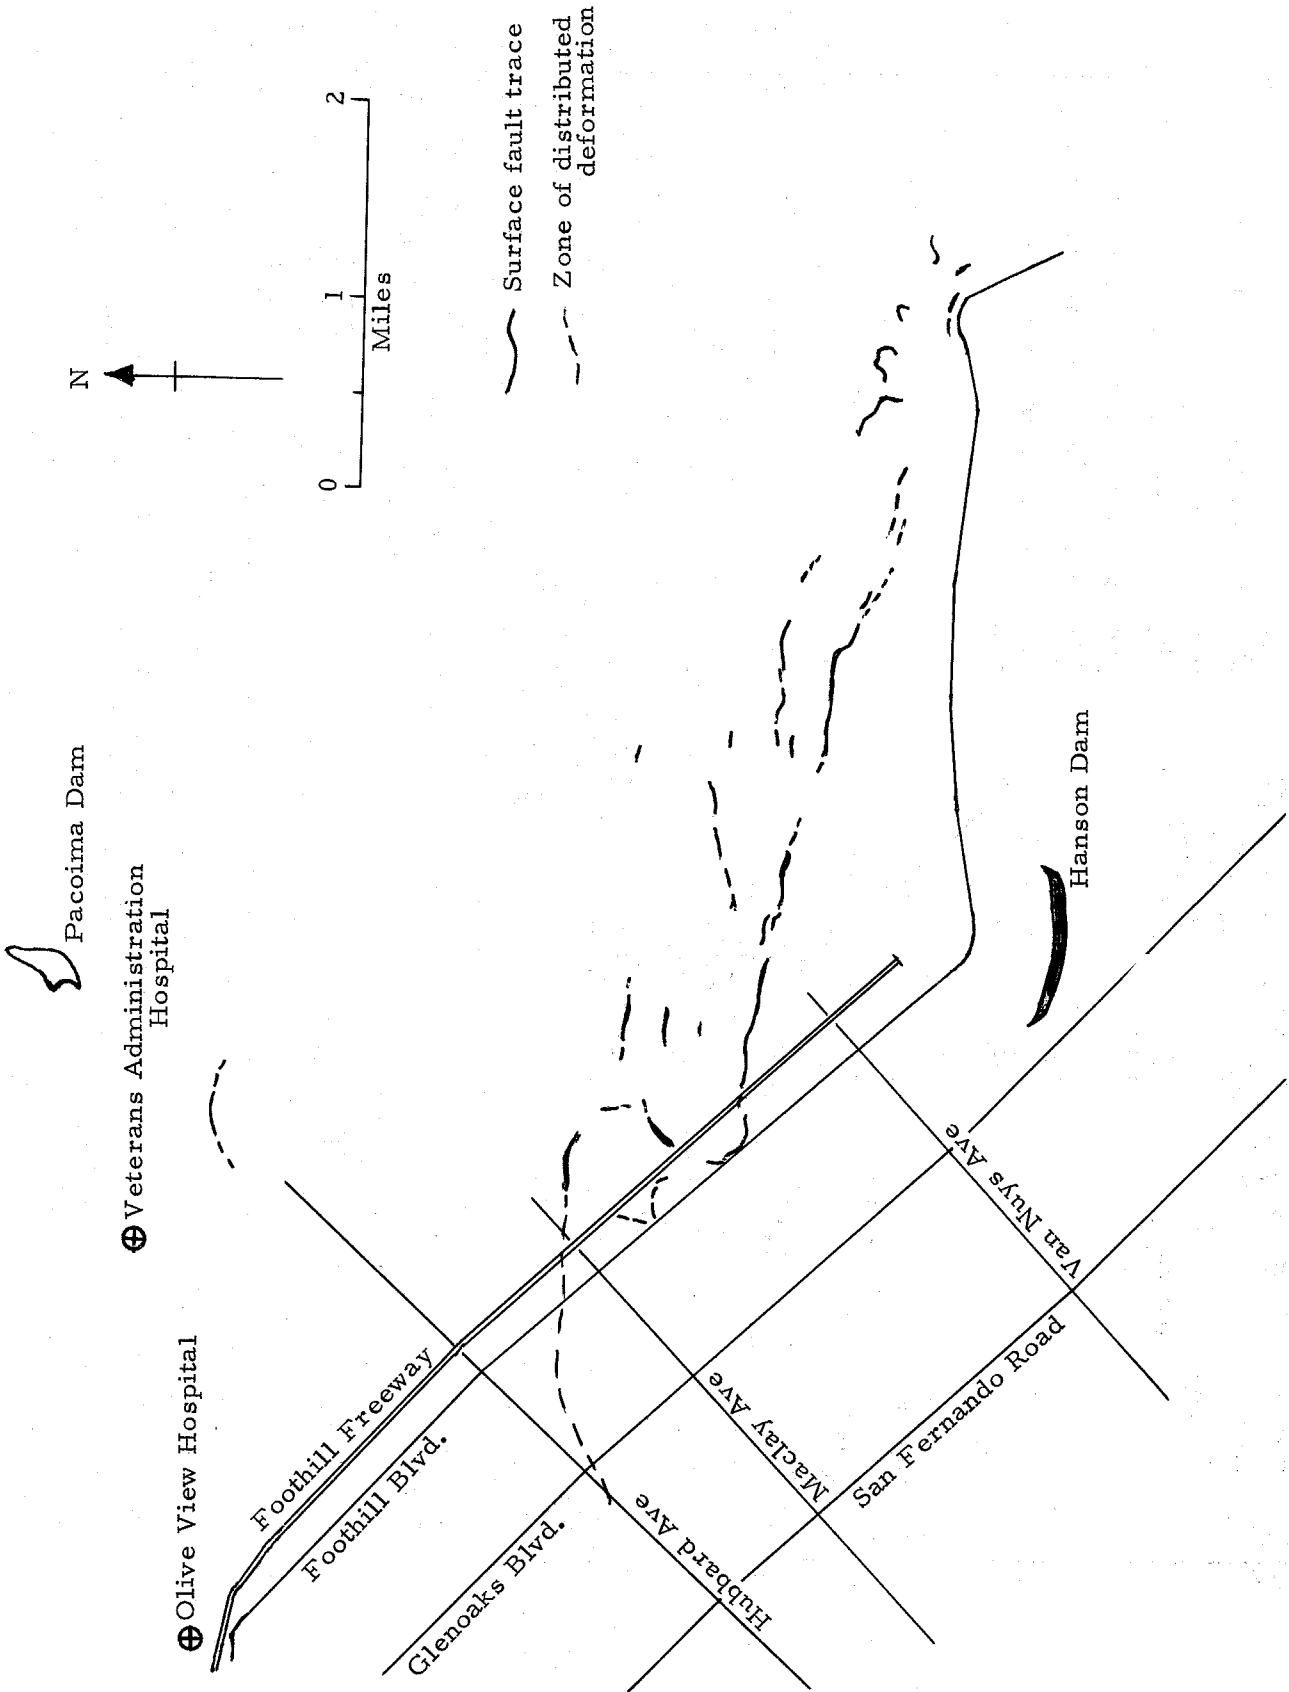 Pacoima Dam
Veterans Administration
Hospital
Olive View Hospital
N
0
1
2
Miles
Surface fault trace
Zone of distributed
deformation
Foothill Freeway
Foothill Blvd.
Glenoaks Blvd.
Hubbard Ave
Maclay Ave
San Fernando Road
Van Nuys Ave
Hanson Dam